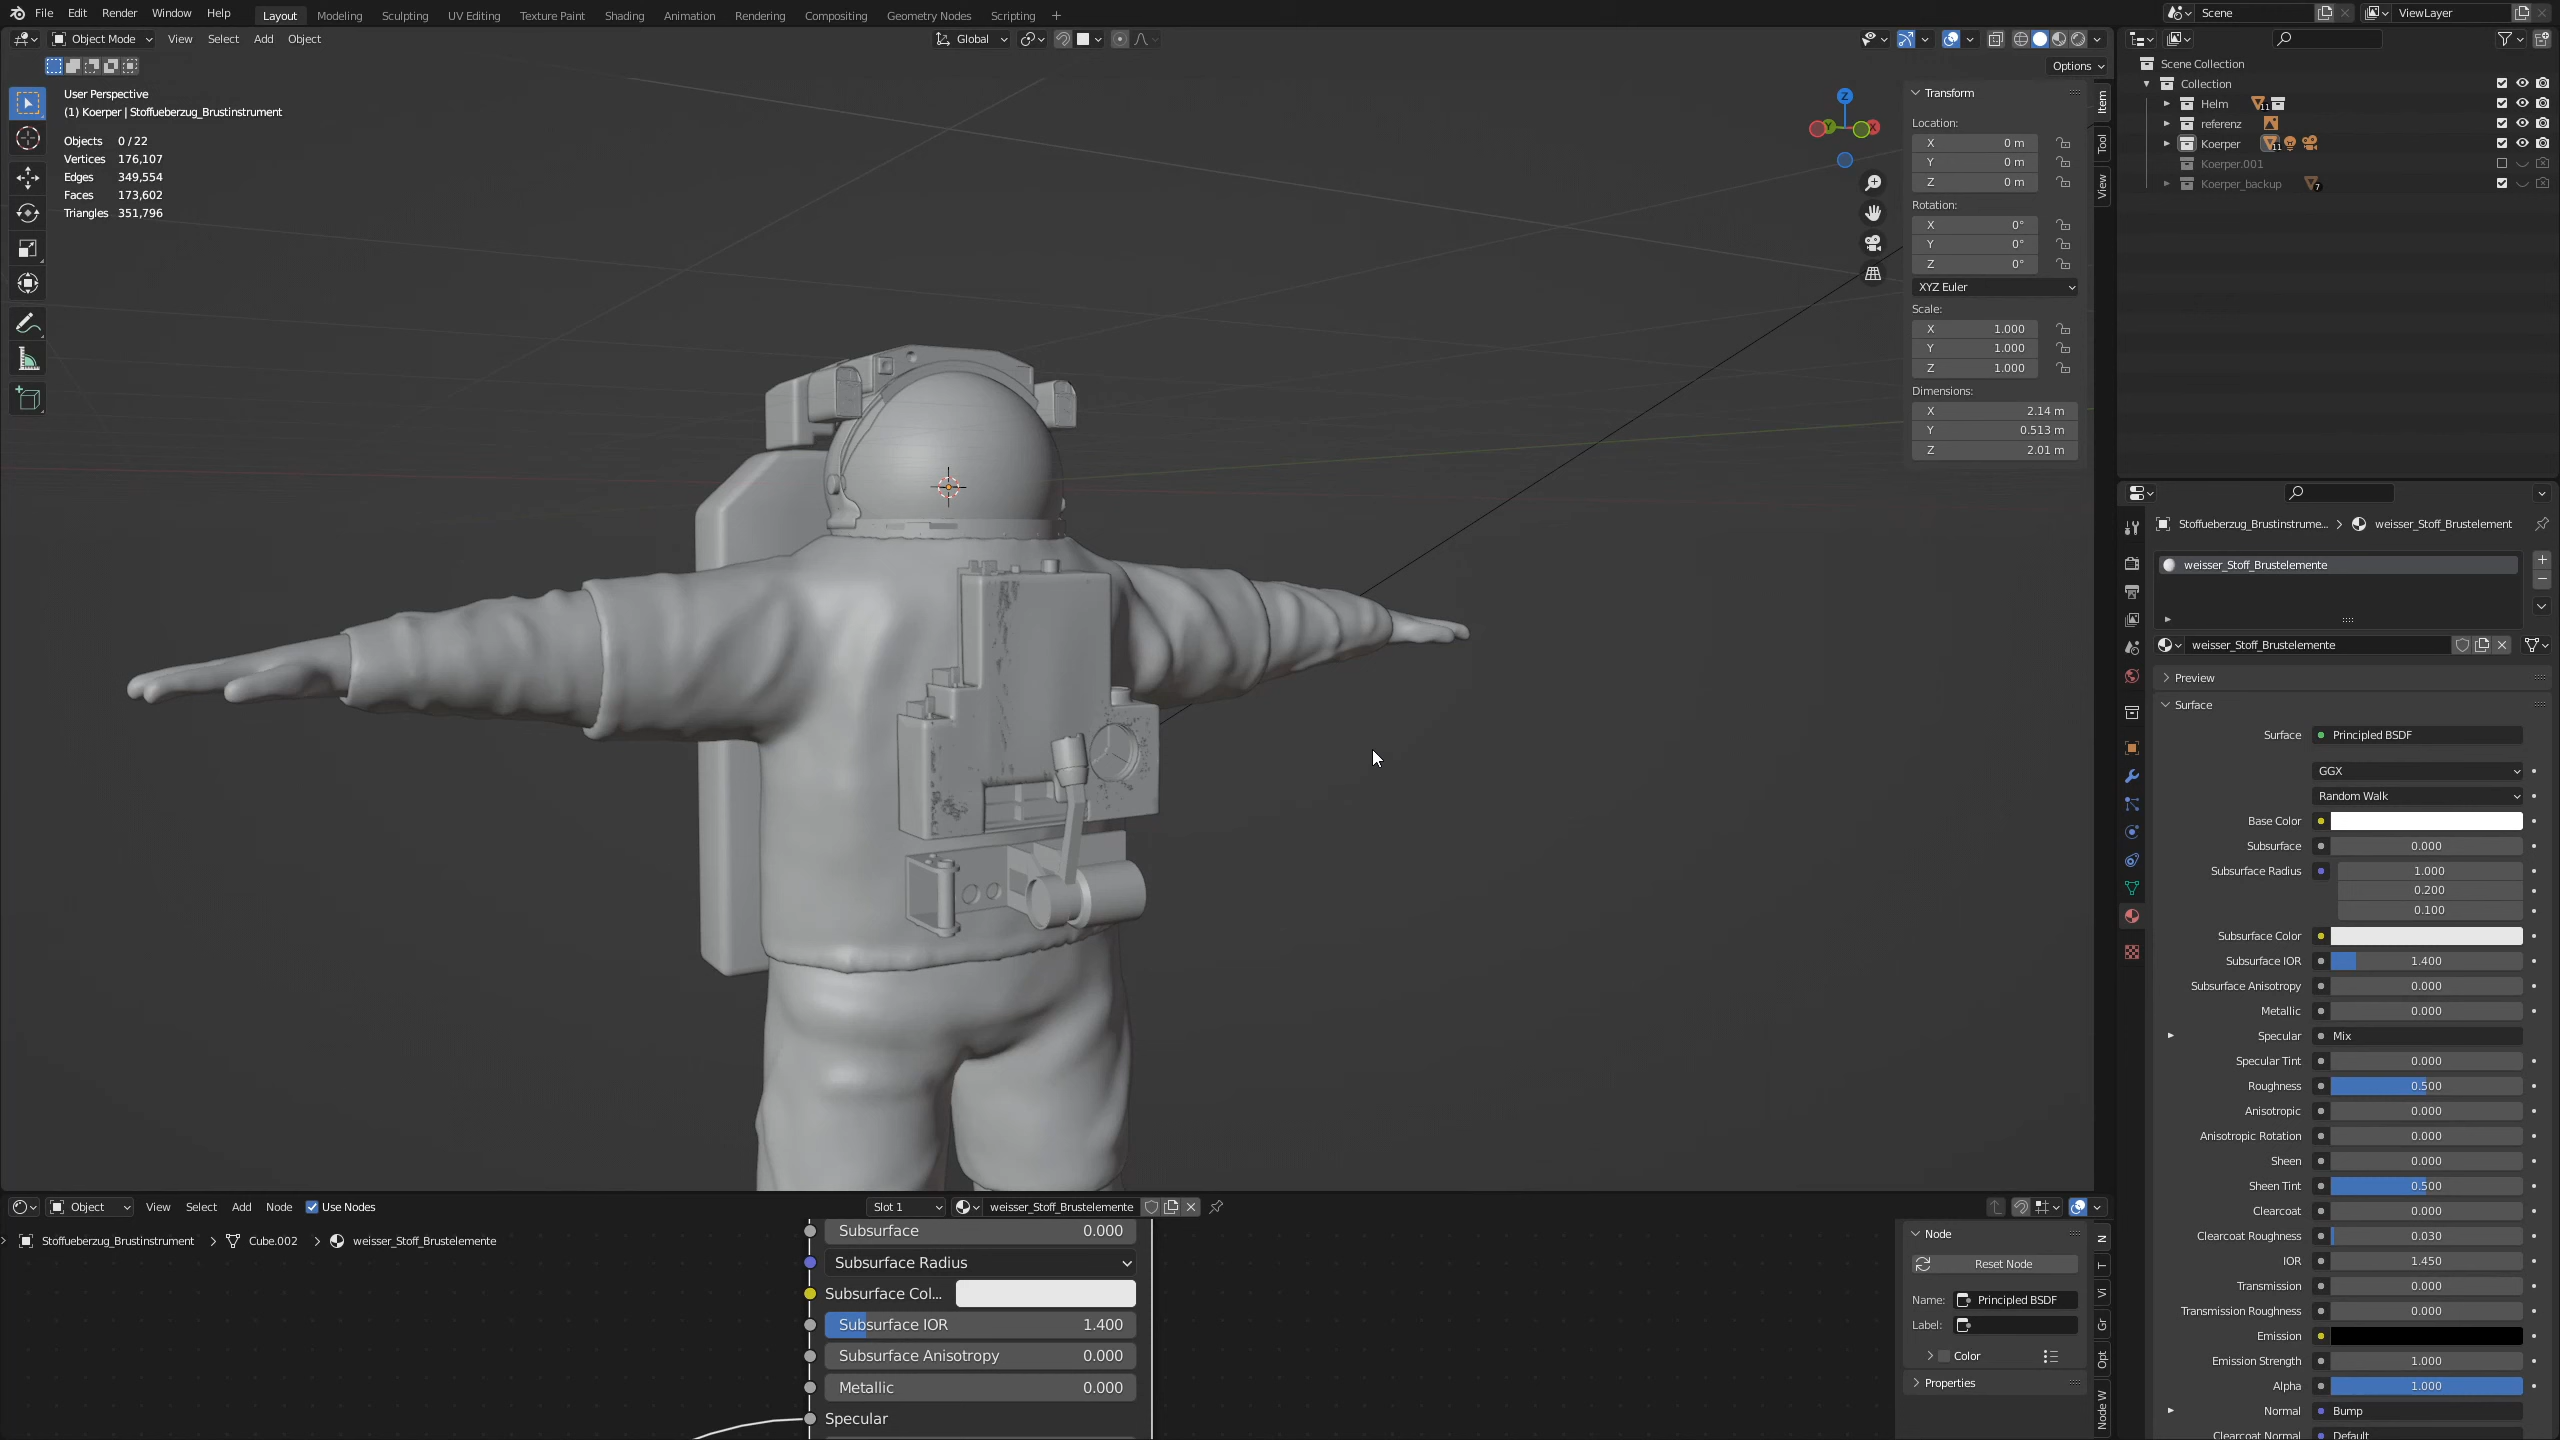 File Edit Render Window Help Layout Modeling Sculpting UV Editing Texture Paint Shading Animation Rendering Compositing Geometry Nodes Scripting + Scene ViewLayer
Object Mode View Select Add Object Global
Options
User Perspective
(1) Koerper | Stoffueberzug_Brustinstrument
Objects 0 / 22
Vertices 176,107
Edges 349,554
Faces 173,602
Triangles 351,796
Z
Y
X
Transform
Location:
X 0 m
Y 0 m
Z 0 m
Rotation:
X 0°
Y 0°
Z 0°
XYZ Euler
Scale:
X 1.000
Y 1.000
Z 1.000
Dimensions:
X 2.14 m
Y 0.513 m
Z 2.01 m
Item
Tool
View
Scene Collection
Collection
Helm 11
referenz
Koerper 11
Koerper.001
Koerper_backup 7
Stoffueberzug_Brustinstrume... > weisser_Stoff_Brustelement
weisser_Stoff_Brustelemente
weisser_Stoff_Brustelemente
Preview
Surface
Surface Principled BSDF
GGX
Random Walk
Base Color
Subsurface 0.000
Subsurface Radius 1.000
0.200
0.100
Subsurface Color
Subsurface IOR 1.400
Subsurface Anisotropy 0.000
Metallic 0.000
Specular Mix
Specular Tint 0.000
Roughness 0.500
Anisotropic 0.000
Anisotropic Rotation 0.000
Sheen 0.000
Sheen Tint 0.500
Clearcoat 0.000
Clearcoat Roughness 0.030
IOR 1.450
Transmission 0.000
Transmission Roughness 0.000
Emission
Emission Strength 1.000
Alpha 1.000
Normal Bump
Clearcoat Normal Default
Object View Select Add Node Use Nodes Slot 1 weisser_Stoff_Brustelemente
Stoffueberzug_Brustinstrument > Cube.002 > weisser_Stoff_Brustelemente
Subsurface 0.000
Subsurface Radius
Subsurface Col...
Subsurface IOR 1.400
Subsurface Anisotropy 0.000
Metallic 0.000
Specular
Node
Reset Node
Name: Principled BSDF
Label:
Color
Properties
N
T
Vi
Gr
Opt
Node W